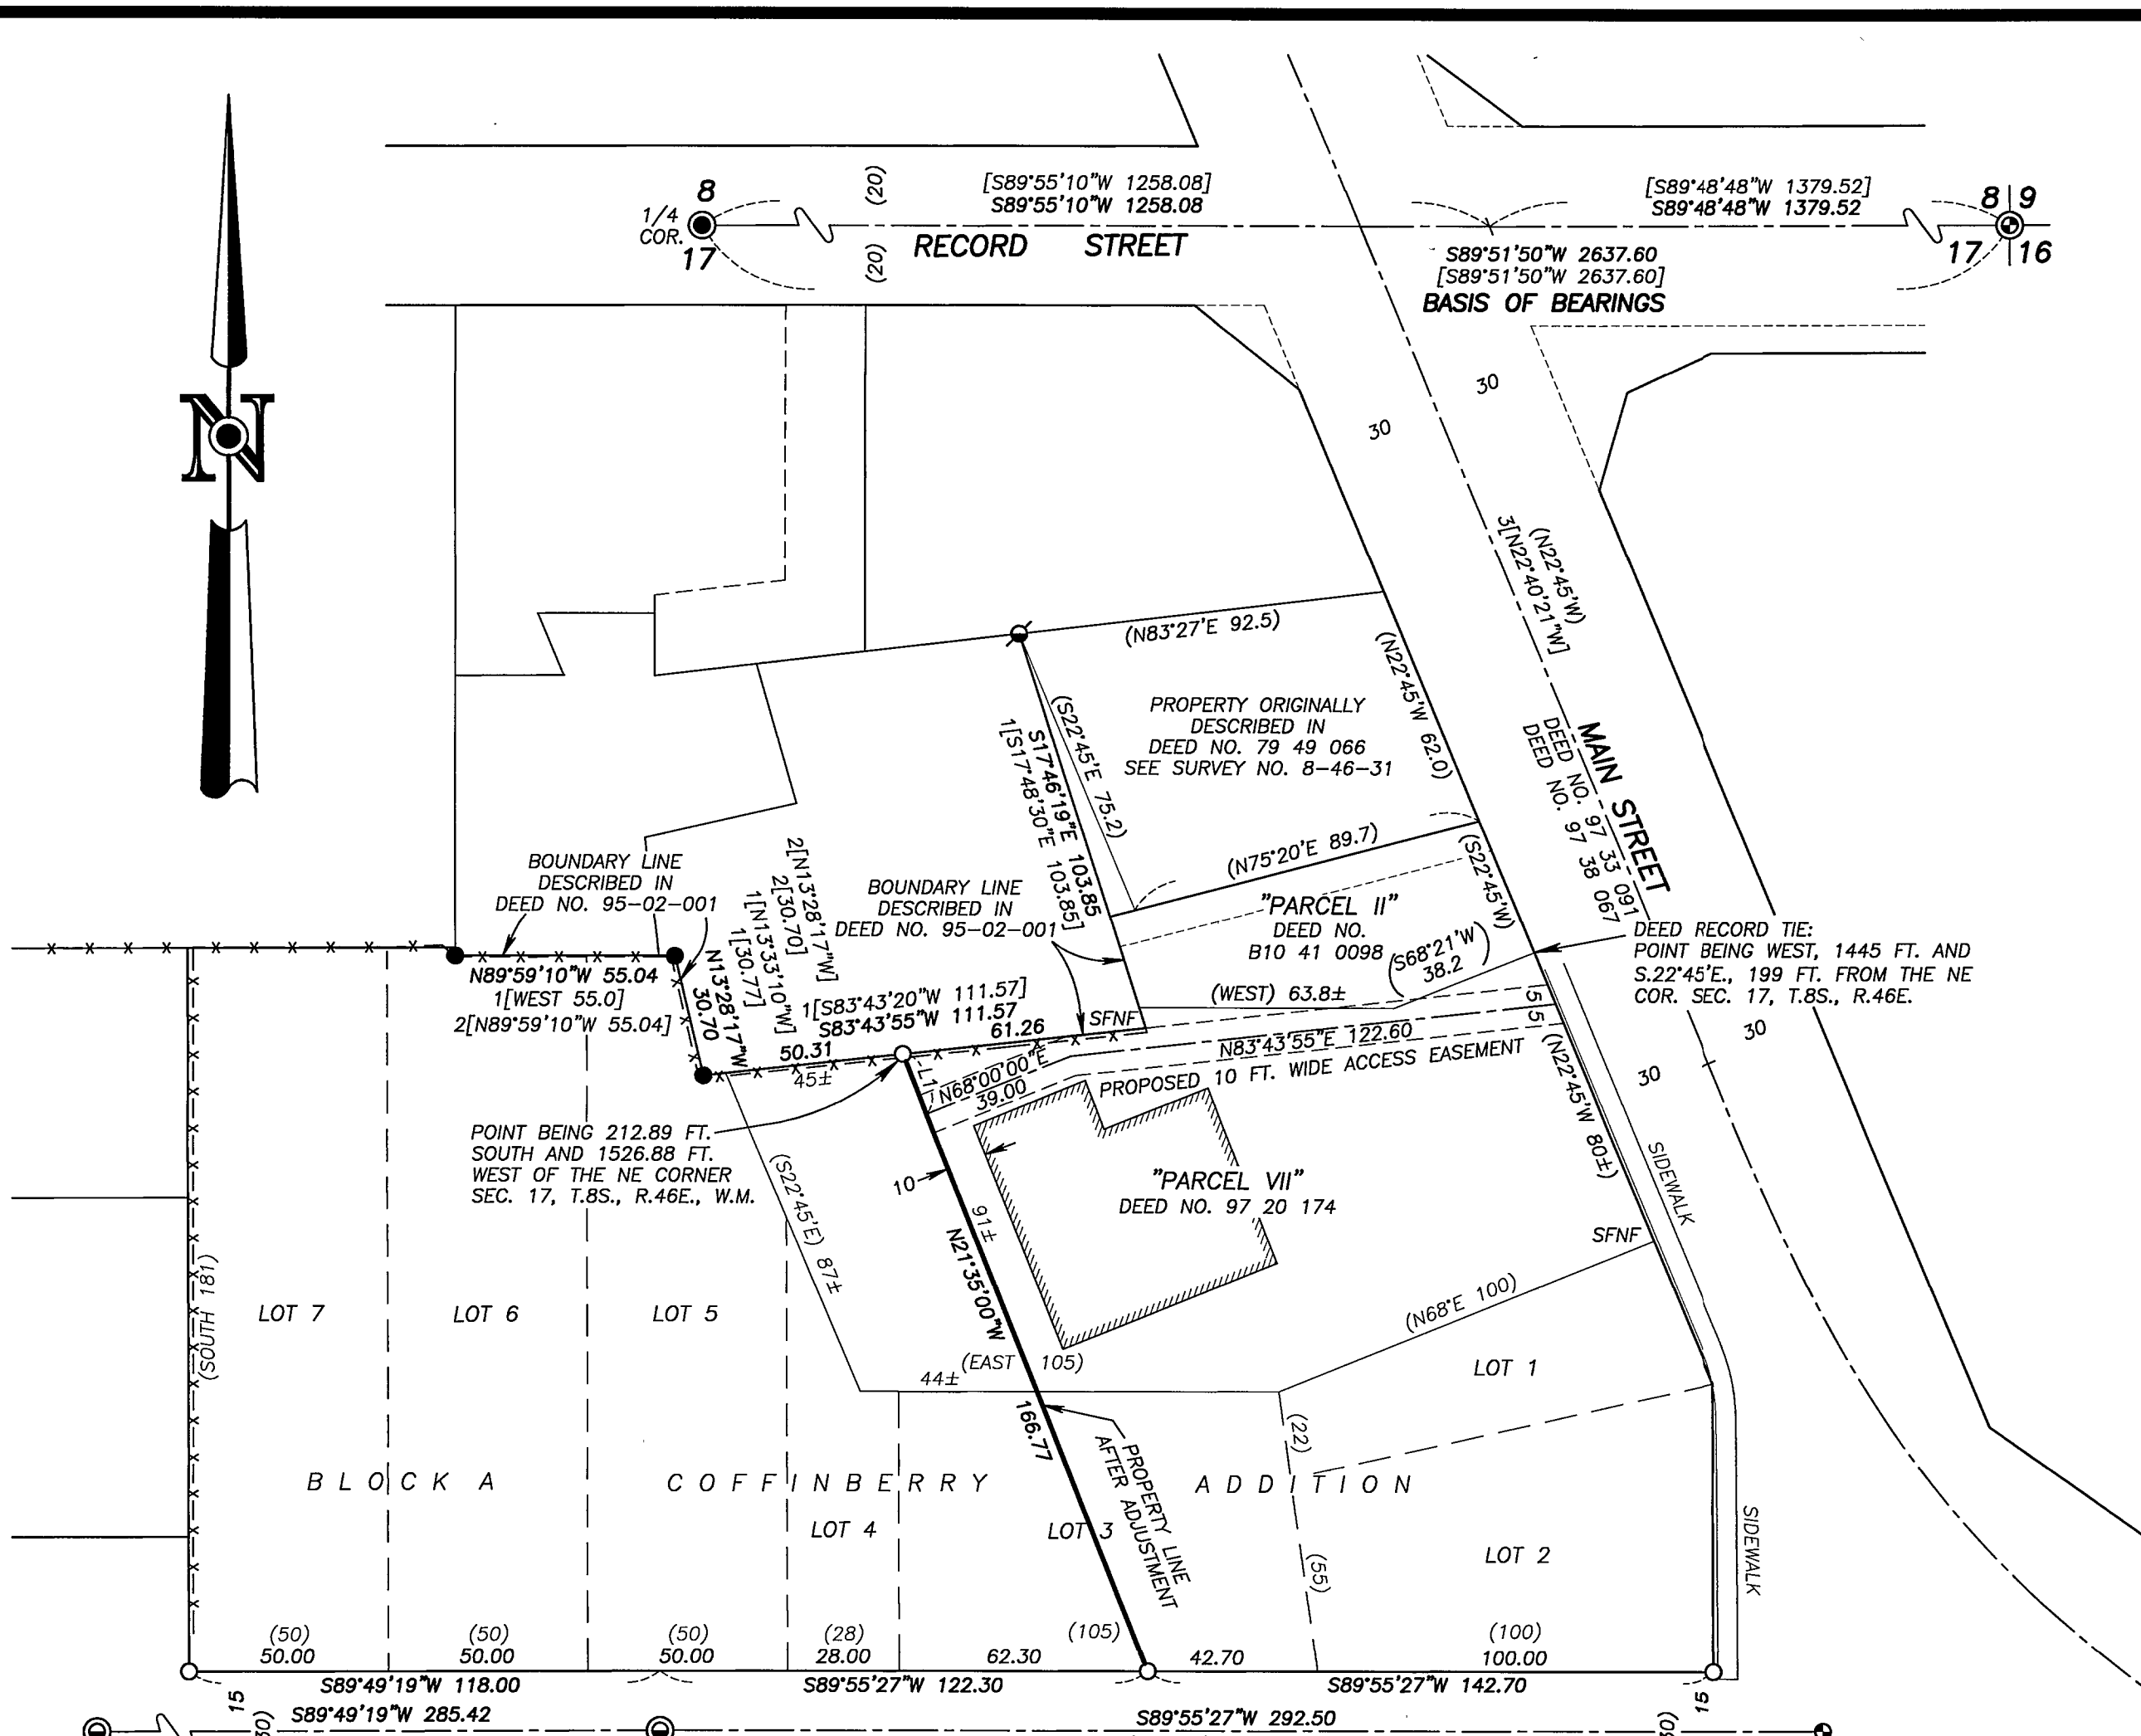 [S89°55'10"W 1258.08]
S89°55'10"W 1258.08
[S89°48'48"W 1379.52]
S89°48'48"W 1379.52
8
1/4
COR.
17
(20)
(20)
8 9
17 16
RECORD STREET
S89°51'50"W 2637.60
[S89°51'50"W 2637.60]
BASIS OF BEARINGS
N
30
30
(N22°45'W)
3[N22°40'21"W]
(N83°27'E 92.5)
(N22°45'W 62.0)
PROPERTY ORIGINALLY
DESCRIBED IN
DEED NO. 79 49 066
SEE SURVEY NO. 8-46-31
(S22°45'E 75.2)
S17°46'19"E 103.85
1[S17°48'30"E 103.85]
MAIN STREET
DEED NO. 97 33 091
DEED NO. 97 38 067
(N75°20'E 89.7)
(S22°45'W)
BOUNDARY LINE
DESCRIBED IN
DEED NO. 95-02-001
2[N13°28'17"W]
2[30.70]
1[N13°33'10"W]
1[30.77]
N13°28'17"W
30.70
BOUNDARY LINE
DESCRIBED IN
DEED NO. 95-02-001
"PARCEL II"
DEED NO.
B10 41 0098
(S68°21'W)
38.2
DEED RECORD TIE:
POINT BEING WEST, 1445 FT. AND
S.22°45'E., 199 FT. FROM THE NE
COR. SEC. 17, T.8S., R.46E.
N89°59'10"W 55.04
1[WEST 55.0]
2[N89°59'10"W 55.04]
(WEST) 63.8±
1[S83°43'20"W 111.57]
S83°43'55"W 111.57
61.26
SFNF
50.31
45±
5
5
N83°43'55"E 122.60
L1
N68°00'00"E
39.00
PROPOSED 10 FT. WIDE ACCESS EASEMENT
30
30
(N22°45'W 80±)
SIDEWALK
POINT BEING 212.89 FT.
SOUTH AND 1526.88 FT.
WEST OF THE NE CORNER
SEC. 17, T.8S., R.46E., W.M.
10
"PARCEL VII"
DEED NO. 97 20 174
(S22°45'E) 87±
91±
N21°35'00"W
166.77
SFNF
(SOUTH 181)
LOT 7
LOT 6
LOT 5
(N68°E 100)
(EAST 105)
44±
LOT 1
(22)
PROPERTY LINE
AFTER ADJUSTMENT
BLOCK A COFFINBERRY ADDITION
LOT 4
LOT 3
LOT 2
(55)
SIDEWALK
(50)
50.00
(50)
50.00
(50)
50.00
(28)
28.00
62.30
(105)
42.70
(100)
100.00
S89°49'19"W 118.00
S89°55'27"W 122.30
S89°55'27"W 142.70
15
15
S89°49'19"W 285.42
S89°55'27"W 292.50